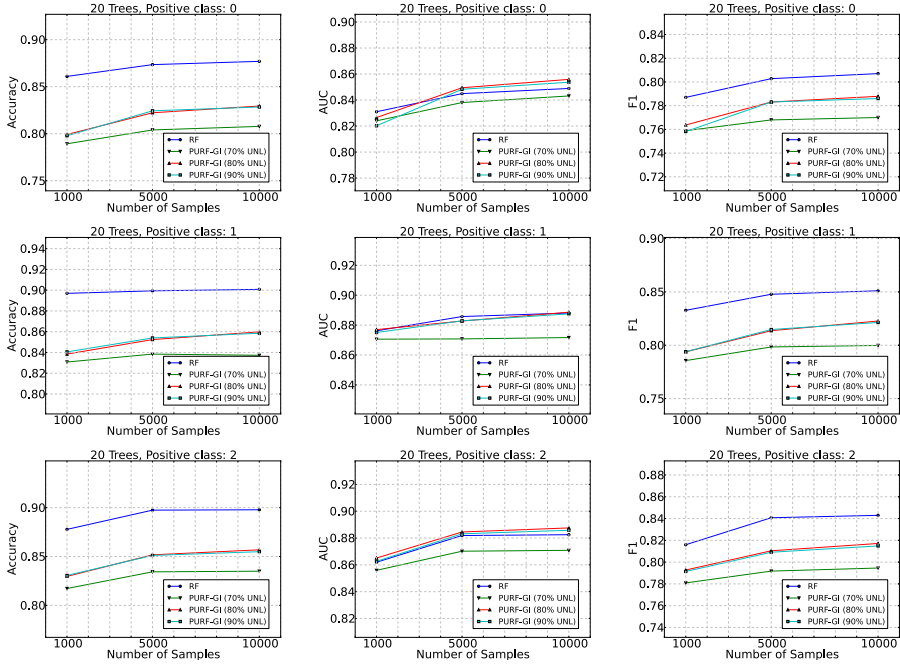 20 Trees, Positive class: 0
Accuracy
0.90
0.85
0.80
0.75
RF
PURF-GI (70% UNL)
PURF-GI (80% UNL)
PURF-GI (90% UNL)
1000 5000 10000
Number of Samples
20 Trees, Positive class: 0
AUC
0.90
0.88
0.86
0.84
0.82
0.80
0.78
RF
PURF-GI (70% UNL)
PURF-GI (80% UNL)
PURF-GI (90% UNL)
1000 5000 10000
Number of Samples
20 Trees, Positive class: 0
F1
0.84
0.82
0.80
0.78
0.76
0.74
0.72
RF
PURF-GI (70% UNL)
PURF-GI (80% UNL)
PURF-GI (90% UNL)
1000 5000 10000
Number of Samples
20 Trees, Positive class: 1
Accuracy
0.94
0.92
0.90
0.88
0.86
0.84
0.82
0.80
RF
PURF-GI (70% UNL)
PURF-GI (80% UNL)
PURF-GI (90% UNL)
1000 5000 10000
Number of Samples
20 Trees, Positive class: 1
AUC
0.92
0.90
0.88
0.86
0.84
RF
PURF-GI (70% UNL)
PURF-GI (80% UNL)
PURF-GI (90% UNL)
1000 5000 10000
Number of Samples
20 Trees, Positive class: 1
F1
0.90
0.85
0.80
0.75
RF
PURF-GI (70% UNL)
PURF-GI (80% UNL)
PURF-GI (90% UNL)
1000 5000 10000
Number of Samples
20 Trees, Positive class: 2
Accuracy
0.90
0.85
0.80
RF
PURF-GI (70% UNL)
PURF-GI (80% UNL)
PURF-GI (90% UNL)
1000 5000 10000
Number of Samples
20 Trees, Positive class: 2
AUC
0.92
0.90
0.88
0.86
0.84
0.82
RF
PURF-GI (70% UNL)
PURF-GI (80% UNL)
PURF-GI (90% UNL)
1000 5000 10000
Number of Samples
20 Trees, Positive class: 2
F1
0.88
0.86
0.84
0.82
0.80
0.78
0.76
0.74
RF
PURF-GI (70% UNL)
PURF-GI (80% UNL)
PURF-GI (90% UNL)
1000 5000 10000
Number of Samples